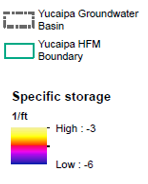 Yucaipa Groundwater
Basin
Yucaipa HFM
Boundary
Specific storage
1/ft
High : -3
Low : -6